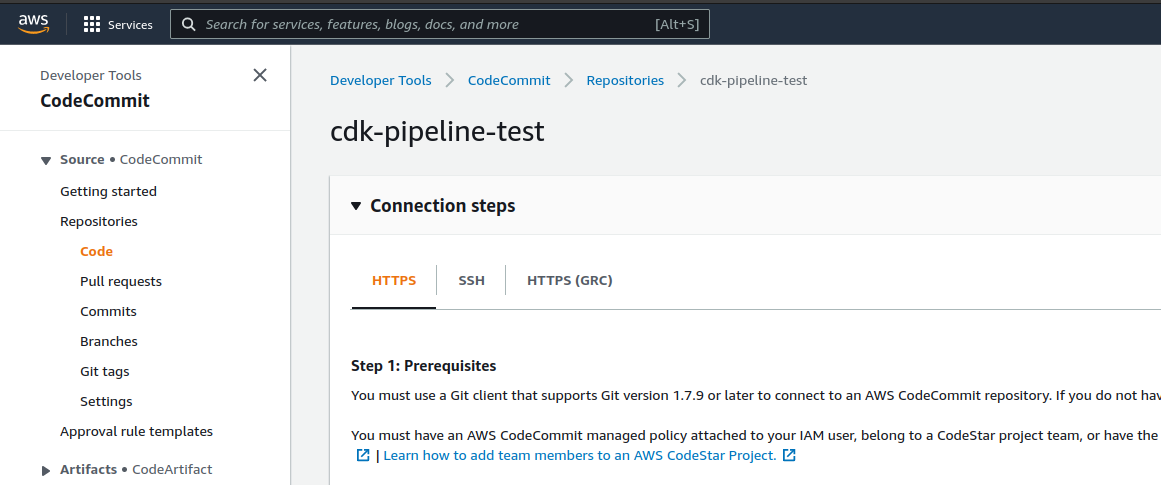 aws
Services
Search for services, features, blogs, docs, and more
[Alt+S]
Developer Tools
CodeCommit
Source • CodeCommit
Getting started
Repositories
Code
Pull requests
Commits
Branches
Git tags
Settings
Approval rule templates
Artifacts • CodeArtifact
Developer Tools
CodeCommit
Repositories
cdk-pipeline-test
cdk-pipeline-test
Connection steps
HTTPS
SSH
HTTPS (GRC)
Step 1: Prerequisites
You must use a Git client that supports Git version 1.7.9 or later to connect to an AWS CodeCommit repository. If you do not hav
You must have an AWS CodeCommit managed policy attached to your IAM user, belong to a CodeStar project team, or have the
| Learn how to add team members to an AWS CodeStar Project.